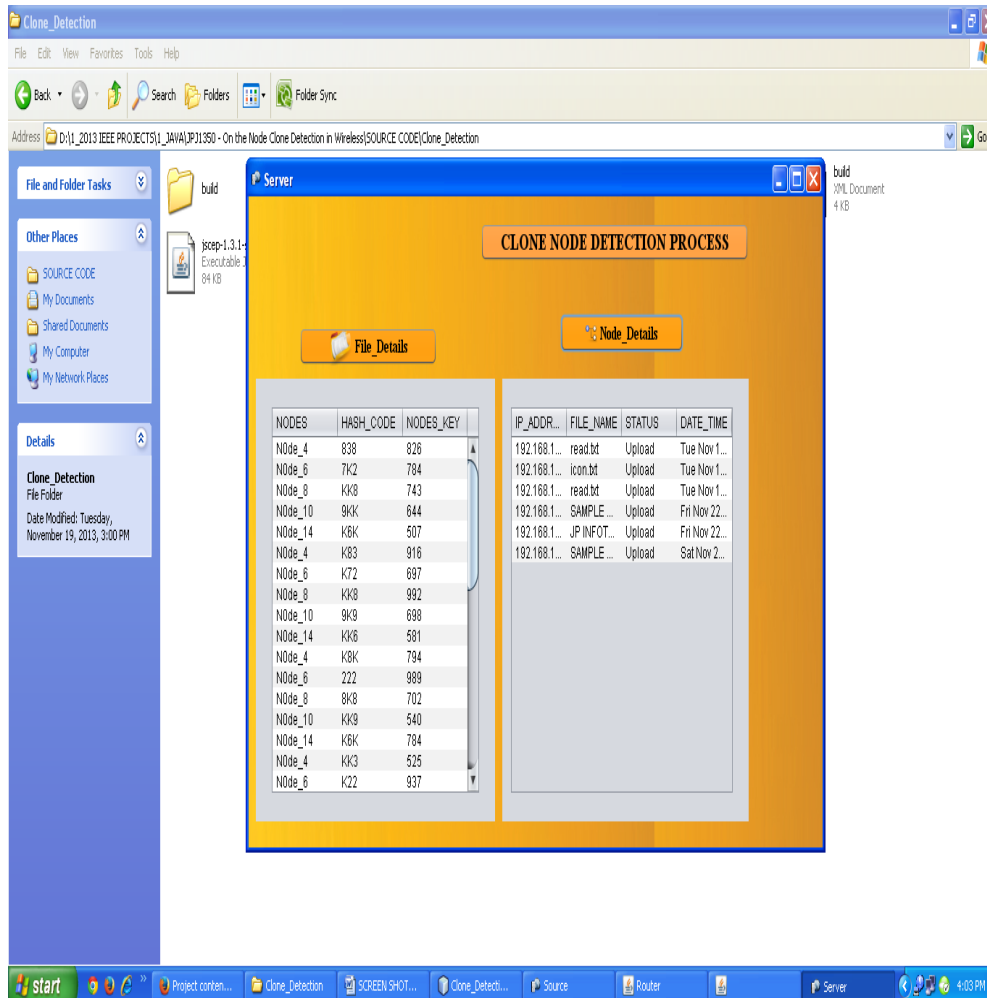 Clone_Detection
File Edit View Favorites Tools Help
Back Search Folders Folder Sync
Address D:\1_2013 IEEE PROJECTS\1_JAVA\JPJ1350 - On the Node Clone Detection in Wireless\SOURCE CODE\Clone_Detection Go
File and Folder Tasks
Other Places
SOURCE CODE
My Documents
Shared Documents
My Computer
My Network Places
Details
Clone_Detection
File Folder
Date Modified: Tuesday,
November 19, 2013, 3:00 PM
build
jscep-1.3.1-
Executable J
84 KB
build
XML Document
4 KB
Server
CLONE NODE DETECTION PROCESS
File_Details
Node_Details
NODES HASH_CODE NODES_KEY
N0de_4 838 826
N0de_6 7K2 784
N0de_8 KK8 743
N0de_10 9KK 644
N0de_14 K6K 507
N0de_4 K83 916
N0de_6 K72 697
N0de_8 KK8 992
N0de_10 9K9 698
N0de_14 KK6 581
N0de_4 K8K 794
N0de_6 222 989
N0de_8 8K8 702
N0de_10 KK9 540
N0de_14 K6K 784
N0de_4 KK3 525
N0de_6 K22 937
IP_ADDR... FILE_NAME STATUS DATE_TIME
192.168.1... read.txt Upload Tue Nov 1...
192.168.1... icon.txt Upload Tue Nov 1...
192.168.1... read.txt Upload Tue Nov 1...
192.168.1... SAMPLE ... Upload Fri Nov 22...
192.168.1... JP INFOT... Upload Fri Nov 22...
192.168.1... SAMPLE ... Upload Sat Nov 2...
start Project conten... Clone_Detection SCREEN SHOT... Clone_Detecti... Source Router Server 4:03 PM